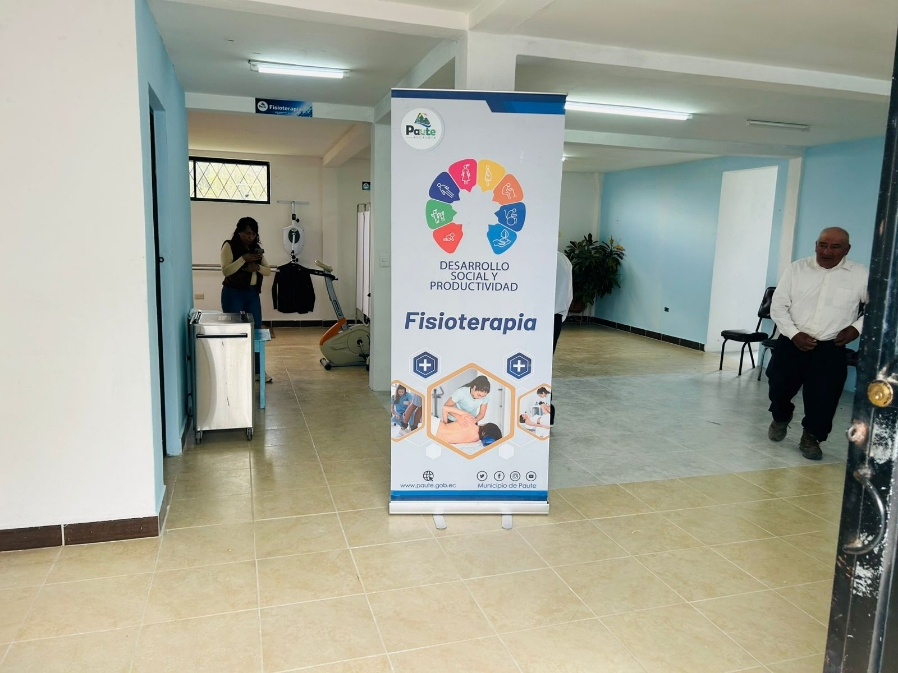 Fisioterapia
Paute
DESARROLLO
SOCIAL Y
PRODUCTIVIDAD
Fisioterapia
www.paute.gob.ec
Municipio de Paute